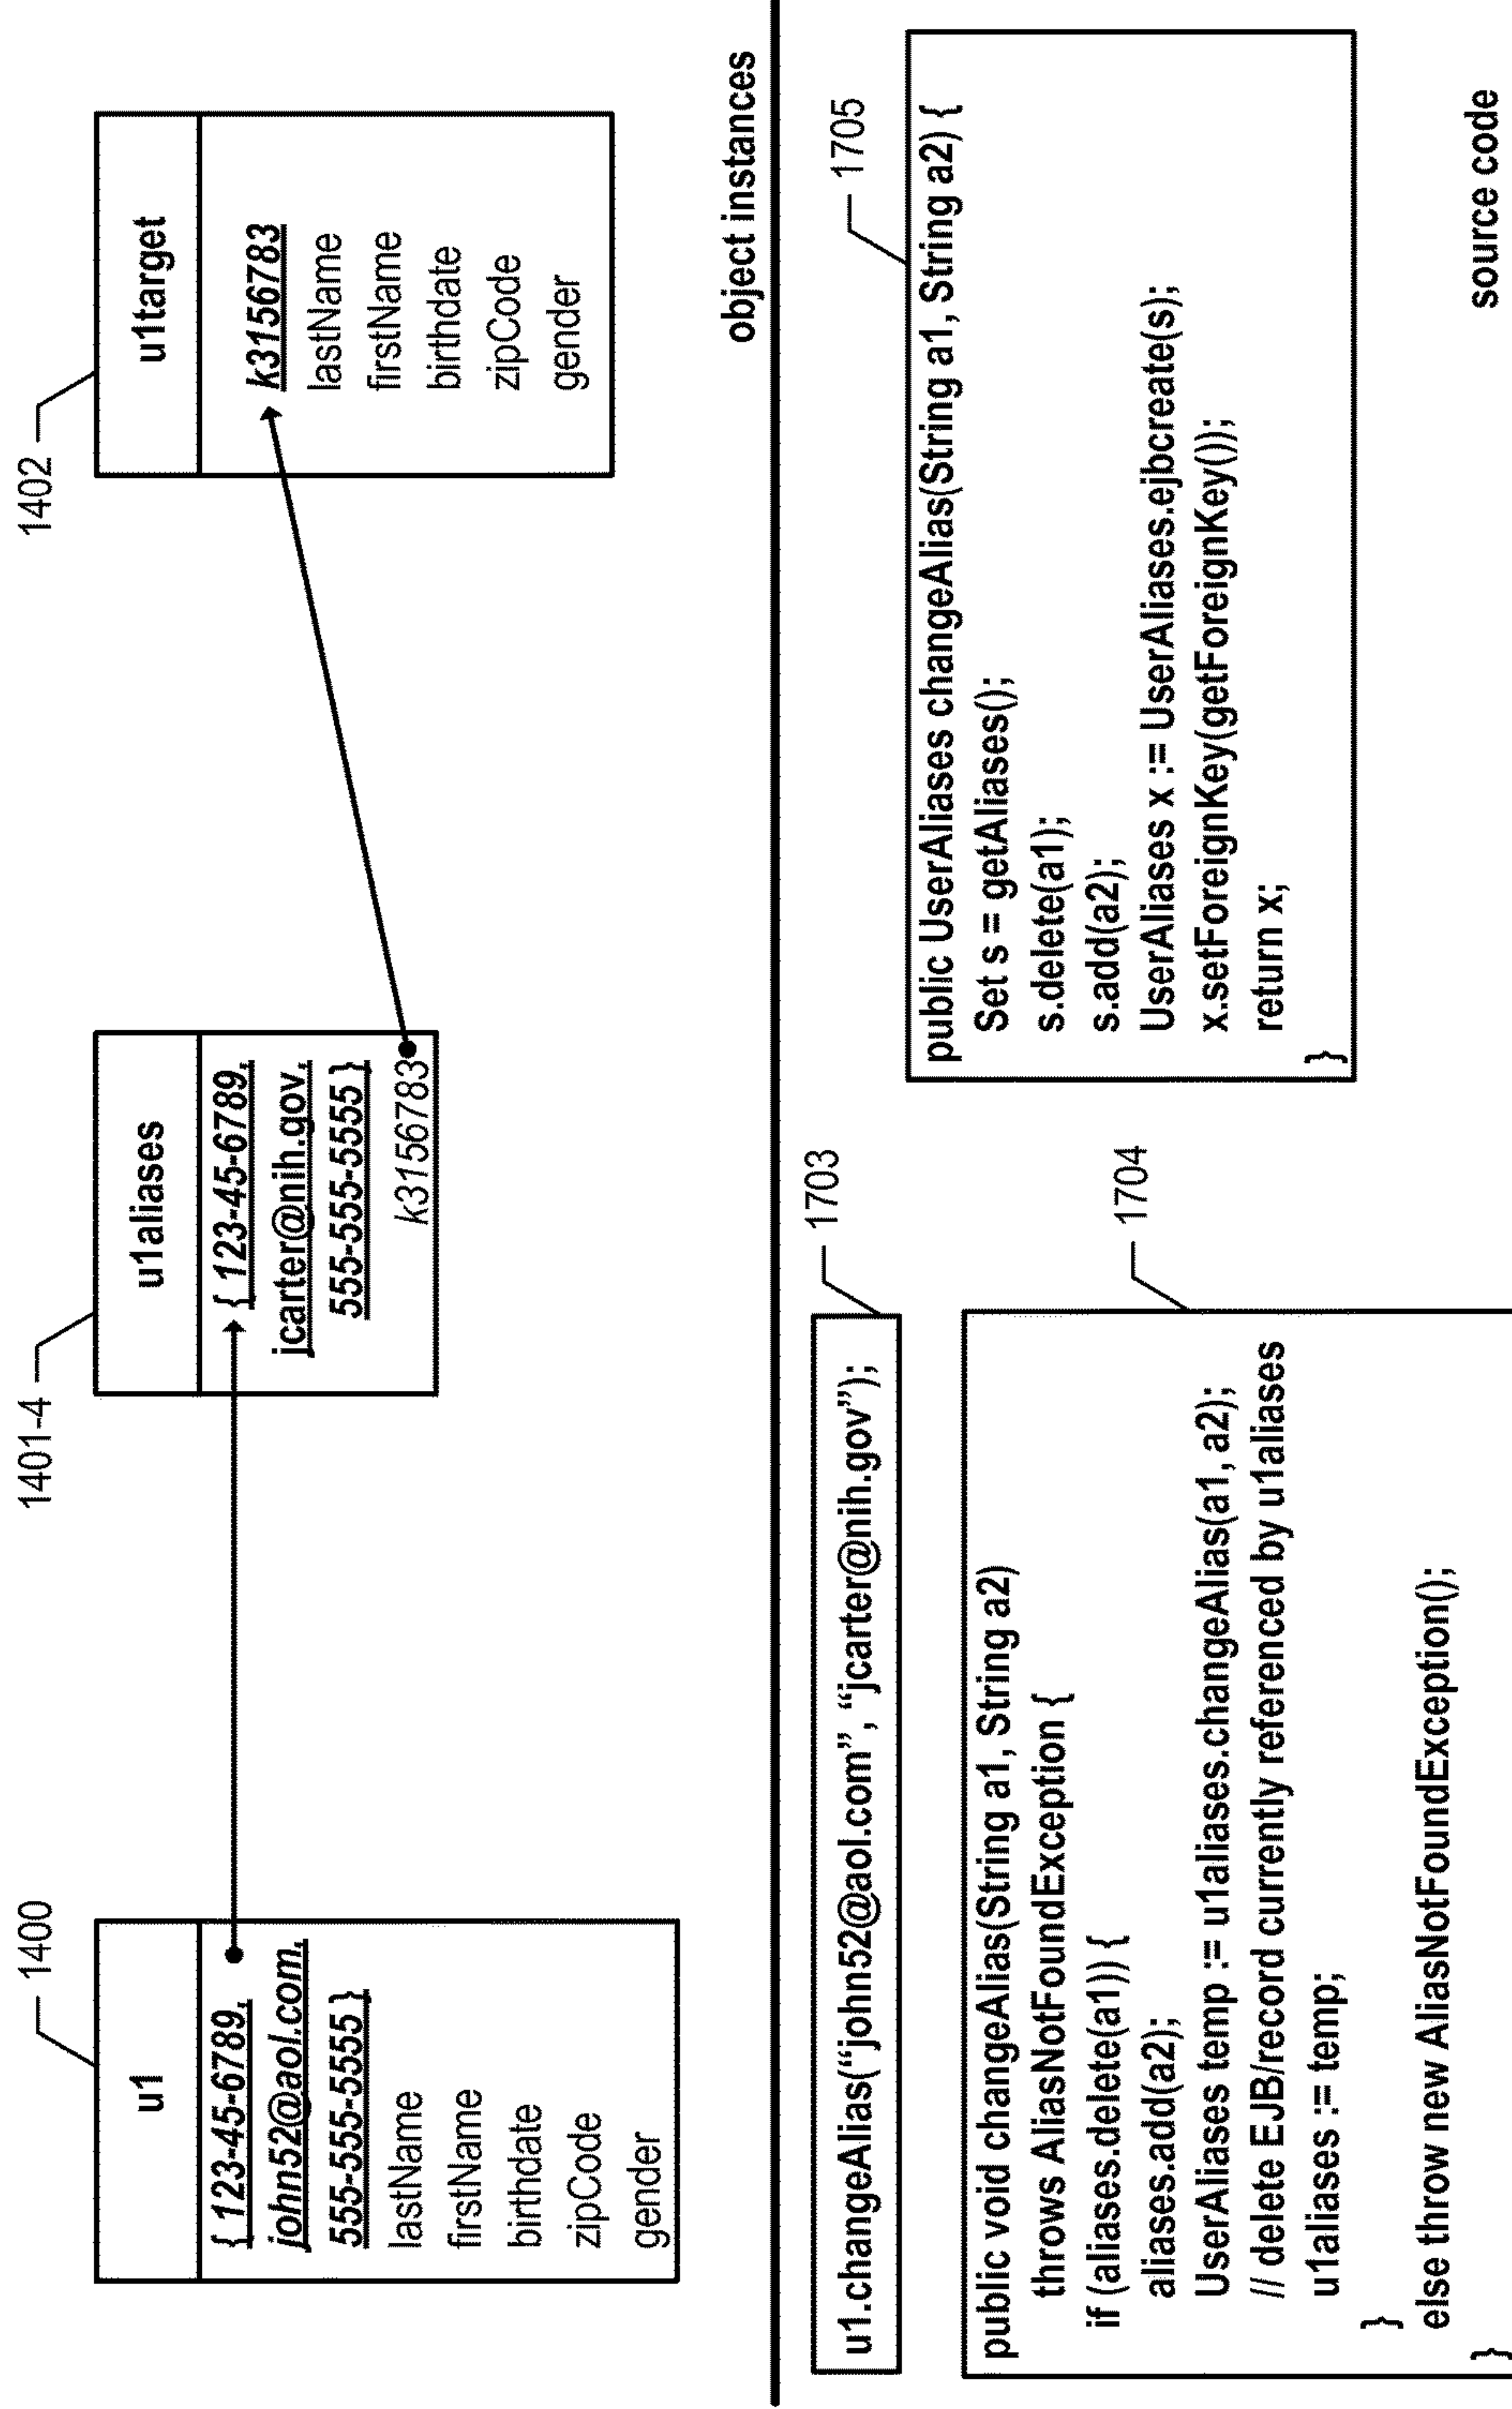 1400
u1
{ 123-45-6789,
john52@aol.com,
555-555-5555 }
lastName
firstName
birthdate
zipCode
gender
1401-4
u1aliases
{ 123-45-6789,
jcarter@nih.gov,
555-555-5555 }
k3156783
1402
u1target
k3156783
lastName
firstName
birthdate
zipCode
gender
object instances
1703
u1.changeAlias(“john52@aol.com”, “jcarter@nih.gov”);
1704
public void changeAlias(String a1, String a2)
throws AliasNotFoundException {
if (aliases.delete(a1)) {
aliases.add(a2);
UserAliases temp := u1aliases.changeAlias(a1, a2);
// delete EJB/record currently referenced by u1aliases
u1aliases := temp;
}
else throw new AliasNotFoundException();
}
1705
public UserAliases changeAlias(String a1, String a2) {
Set s = getAliases();
s.delete(a1);
s.add(a2);
UserAliases x := UserAliases.ejbcreate(s);
x.setForeignKey(getForeignKey());
return x;
}
source code